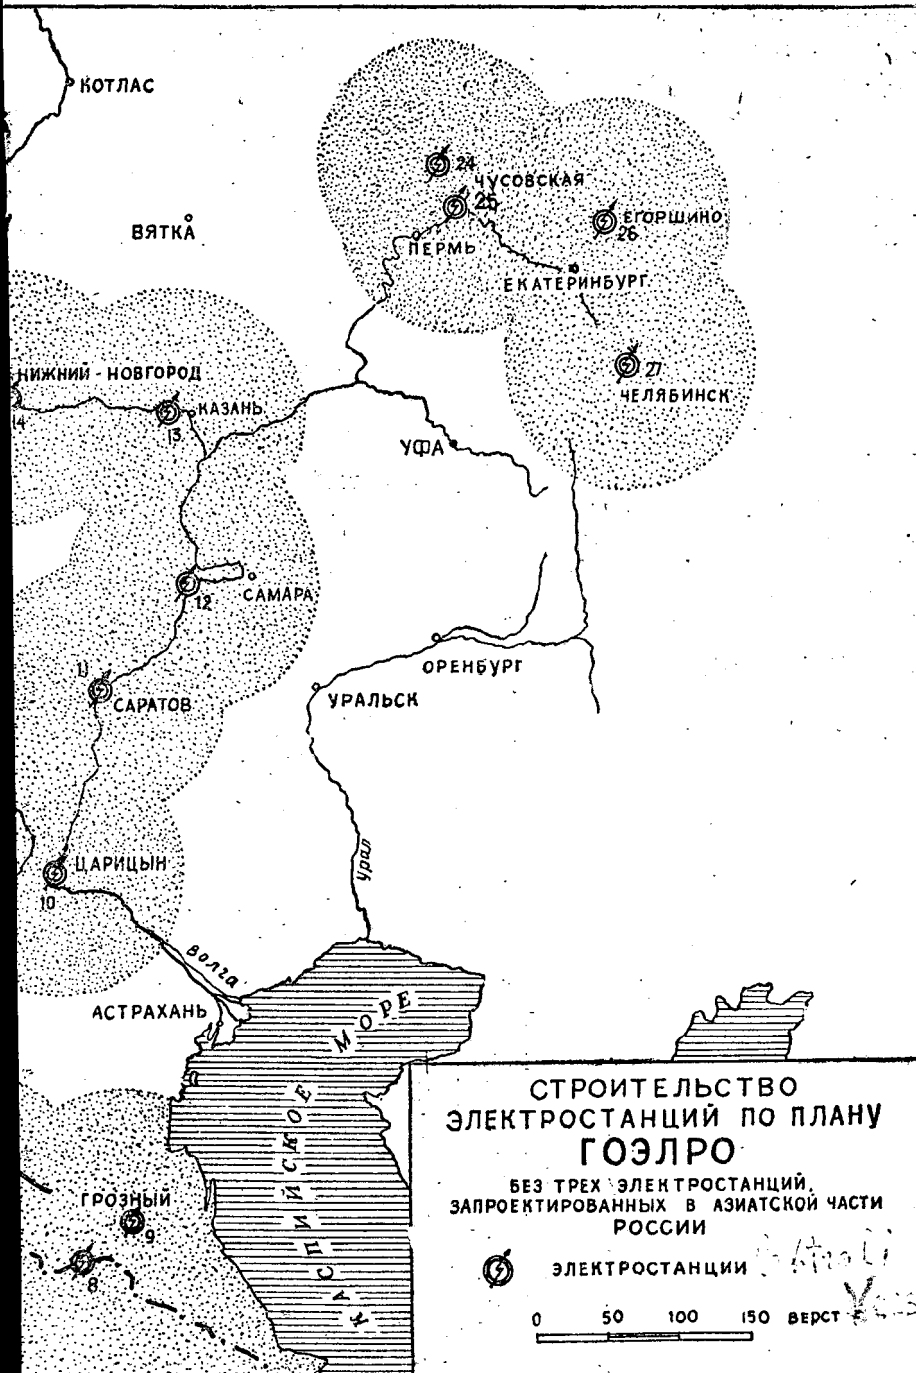 КОТЛАС
24
ЧУСОВСКАЯ
25
ЕГОРШИНО
26
ВЯТКА
ПЕРМЬ
ЕКАТЕРИНБУРГ
27
ЧЕЛЯБИНСК
НИЖНИЙ - НОВГОРОД
КАЗАНЬ
14
13
УФА
12
САМАРА
11
САРАТОВ
ОРЕНБУРГ
УРАЛЬСК
ЦАРИЦЫН
10
Урал
Волга
АСТРАХАНЬ
КАСПИЙСКОЕ МОРЕ
ГРОЗНЫЙ
9
8
СТРОИТЕЛЬСТВО
ЭЛЕКТРОСТАНЦИЙ ПО ПЛАНУ
ГОЭЛРО
БЕЗ ТРЕХ ЭЛЕКТРОСТАНЦИЙ,
ЗАПРОЕКТИРОВАННЫХ В АЗИАТСКОЙ ЧАСТИ
РОССИИ
ЭЛЕКТРОСТАНЦИИ
0 50 100 150 ВЕРСТ